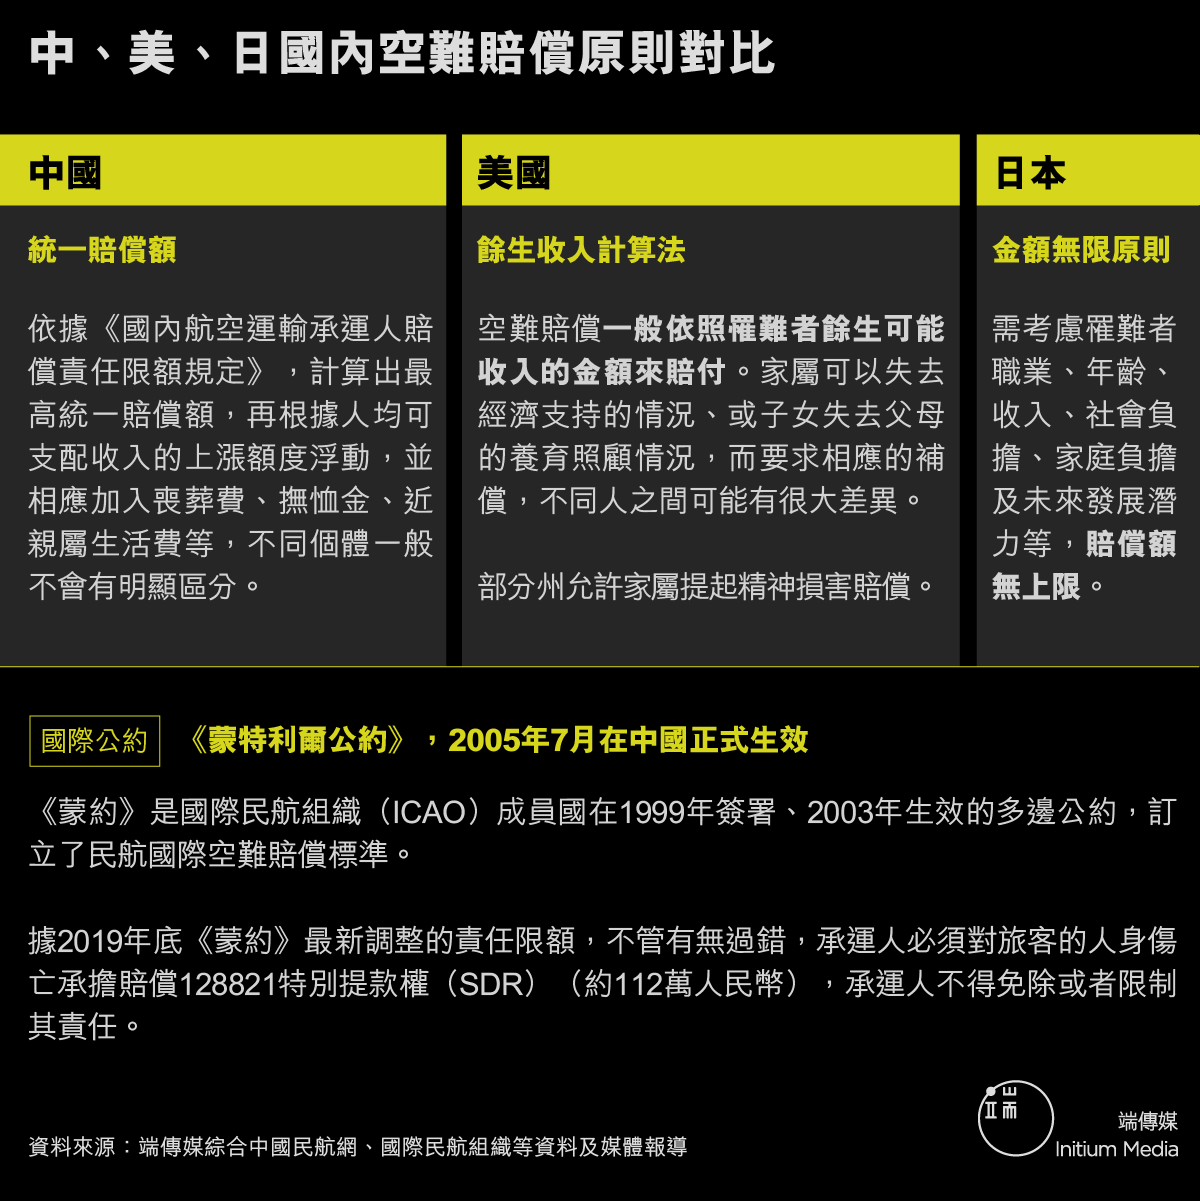 中、美、日國內空難賠償原則對比
中國
統一賠償額
依據《國內航空運輸承運人賠
償責任限額規定》，計算出最
高統一賠償額，再根據人均可
支配收入的上漲額度浮動，並
相應加入喪葬費、撫恤金、近
親屬生活費等，不同個體一般
不會有明顯區分。
美國
餘生收入計算法
空難賠償一般依照罹難者餘生可能
收入的金額來賠付。家屬可以失去
經濟支持的情況、或子女失去父母
的養育照顧情況，而要求相應的補
償，不同人之間可能有很大差異。
部分州允許家屬提起精神損害賠償。
日本
金額無限原則
需考慮罹難者
職業、年齡、
收入、社會負
擔、家庭負擔
及未來發展潛
力等，賠償額
無上限。
國際公約
《蒙特利爾公約》，2005年7月在中國正式生效
《蒙約》是國際民航組織（ICAO）成員國在1999年簽署、2003年生效的多邊公約，訂
立了民航國際空難賠償標準。
據2019年底《蒙約》最新調整的責任限額，不管有無過錯，承運人必須對旅客的人身傷
亡承擔賠償128821特別提款權（SDR）（約112萬人民幣），承運人不得免除或者限制
其責任。
資料來源：端傳媒綜合中國民航網、國際民航組織等資料及媒體報導
端
端傳媒
Initium Media